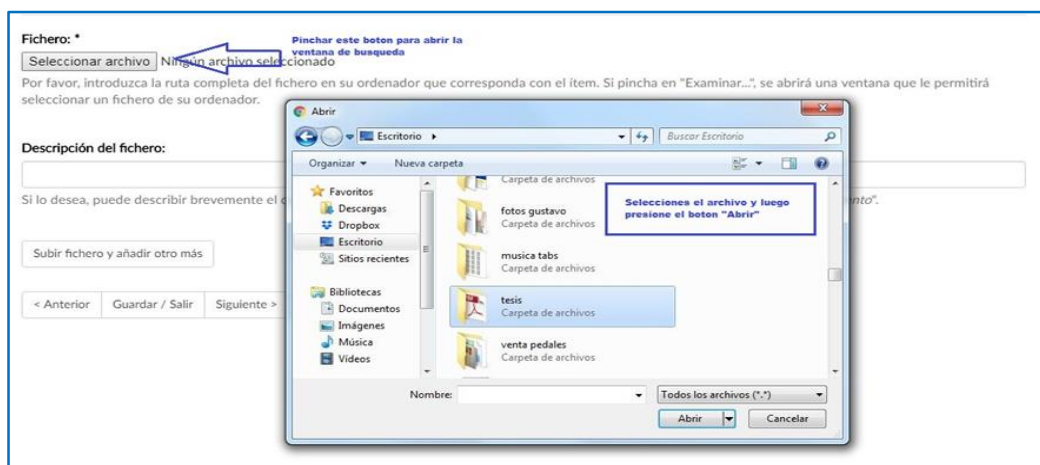 Fichero: *
Pinchar este boton para abrir la
ventana de busqueda
Seleccionar archivo Ningún archivo seleccionado
Por favor, introduzca la ruta completa del fichero en su ordenador que corresponda con el ítem. Si pincha en "Examinar...", se abrirá una ventana que le permitirá
seleccionar un fichero de su ordenador.
Descripción del fichero:
Si lo desea, puede describir brevemente el
Subir fichero y añadir otro más
< Anterior Guardar / Salir Siguiente >
Abrir
Escritorio
Buscar Escritorio
Organizar Nueva carpeta
Favoritos
Descargas
Dropbox
Escritorio
Sitios recientes
Bibliotecas
Documentos
Imágenes
Música
Vídeos
Carpeta de archivos
fotos gustavo
Carpeta de archivos
musica tabs
Carpeta de archivos
tesis
Carpeta de archivos
venta pedales
Carpeta de archivos
Selecciones el archivo y luego
presione el boton "Abrir"
Nombre:
Todos los archivos (*.*)
Abrir Cancelar